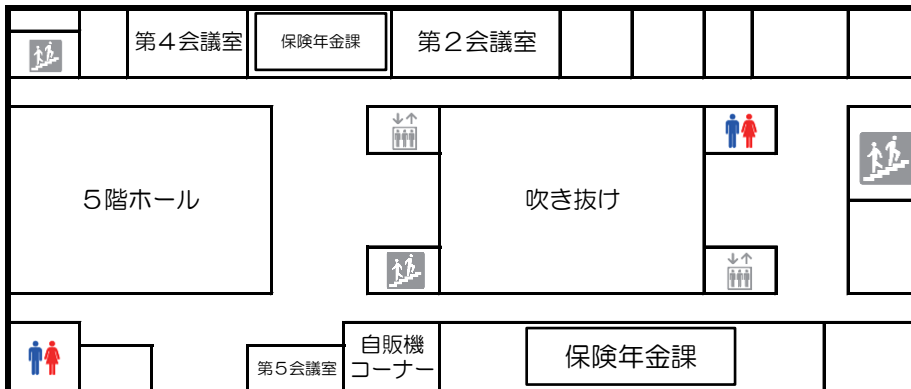 第４会議室
保険年金課
第２会議室
５階ホール
吹き抜け
第５会議室
自販機
コーナー
保険年金課